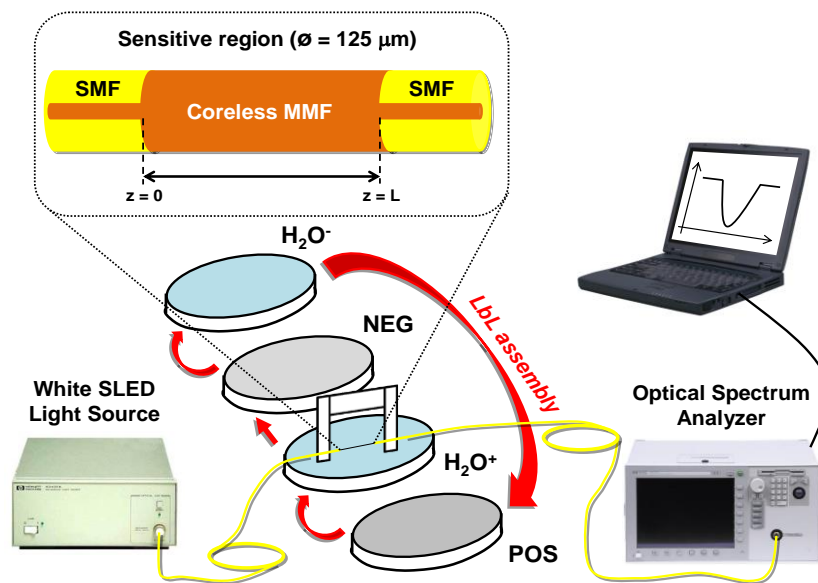 Sensitive region (ø = 125 μm)
SMF
SMF
Coreless MMF
z = 0
z = L
H₂O⁻
NEG
LbL assembly
White SLED
Light Source
Optical Spectrum
Analyzer
H₂O⁺
POS